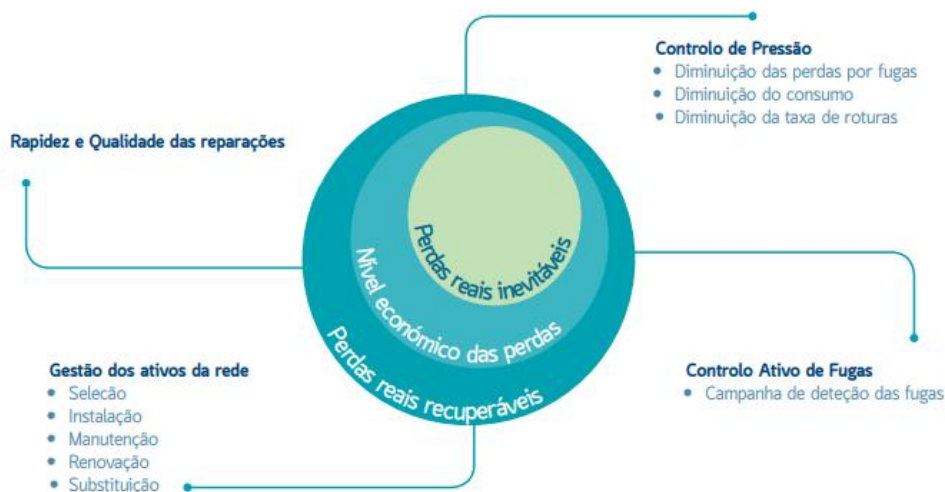 Controlo de Pressão
• Diminuição das perdas por fugas
• Diminuição do consumo
• Diminuição da taxa de roturas
Rapidez e Qualidade das reparações
Perdas reais inevitáveis
Nível económico das perdas
Perdas reais recuperáveis
Gestão dos ativos da rede
• Selecão
• Instalação
• Manutenção
• Renovação
• Substituição
Controlo Ativo de Fugas
• Campanha de deteção das fugas